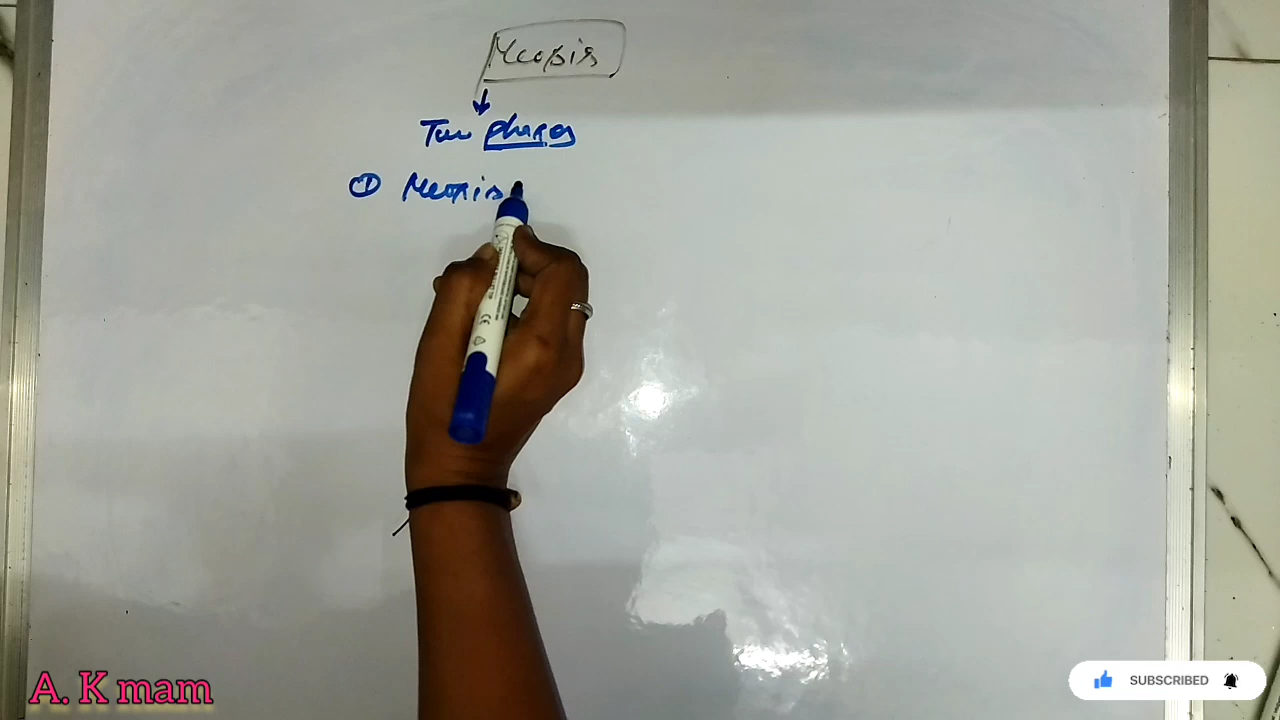 Meosis
Two phases
① Meosis
A. K mam
SUBSCRIBED